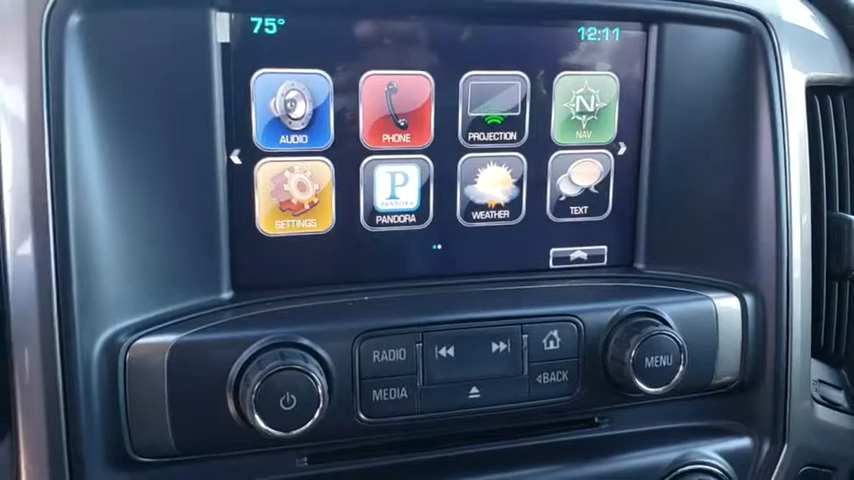 75°
12:11
AUDIO
PHONE
PROJECTION
N
NAV
SETTINGS
P
PANDORA
PANDORA
WEATHER
TEXT
RADIO
MEDIA
BACK
MENU